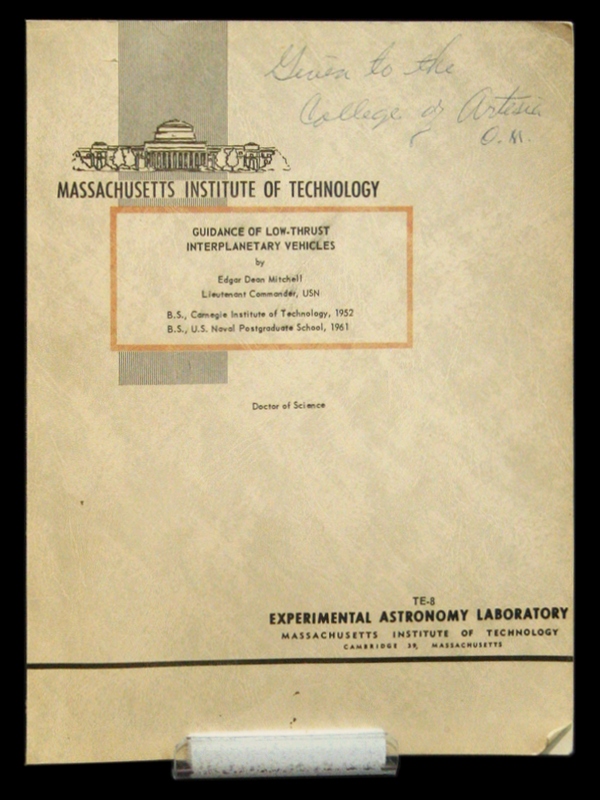 Given to the
College of Artesia
O.M.
MASSACHUSETTS INSTITUTE OF TECHNOLOGY
GUIDANCE OF LOW-THRUST
INTERPLANETARY VEHICLES
by
Edgar Dean Mitchell
Lieutenant Commander, USN
B.S., Carnegie Institute of Technology, 1952
B.S., U.S. Naval Postgraduate School, 1961
Doctor of Science
TE-8
EXPERIMENTAL ASTRONOMY LABORATORY
MASSACHUSETTS INSTITUTE OF TECHNOLOGY
CAMBRIDGE 39, MASSACHUSETTS